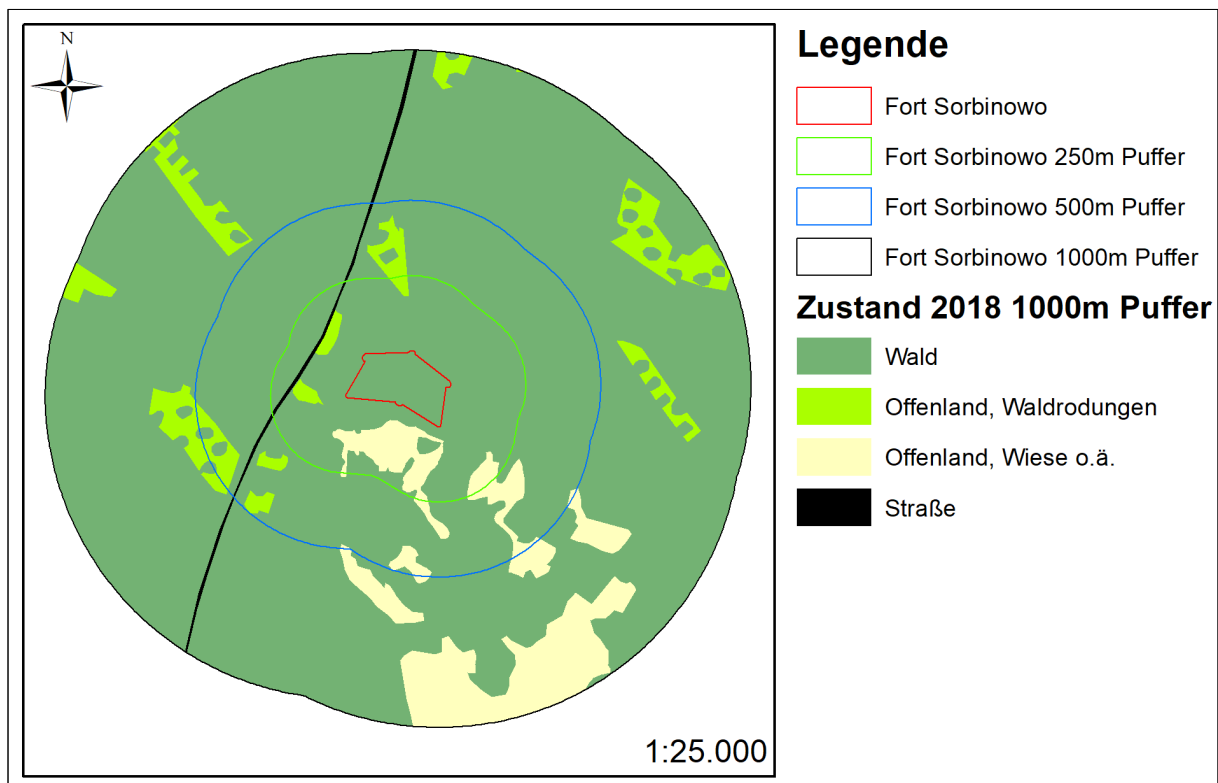 N
1:25.000
Legende
Fort Sorbinowo
Fort Sorbinowo 250m Puffer
Fort Sorbinowo 500m Puffer
Fort Sorbinowo 1000m Puffer
Zustand 2018 1000m Puffer
Wald
Offenland, Waldrodungen
Offenland, Wiese o.ä.
Straße